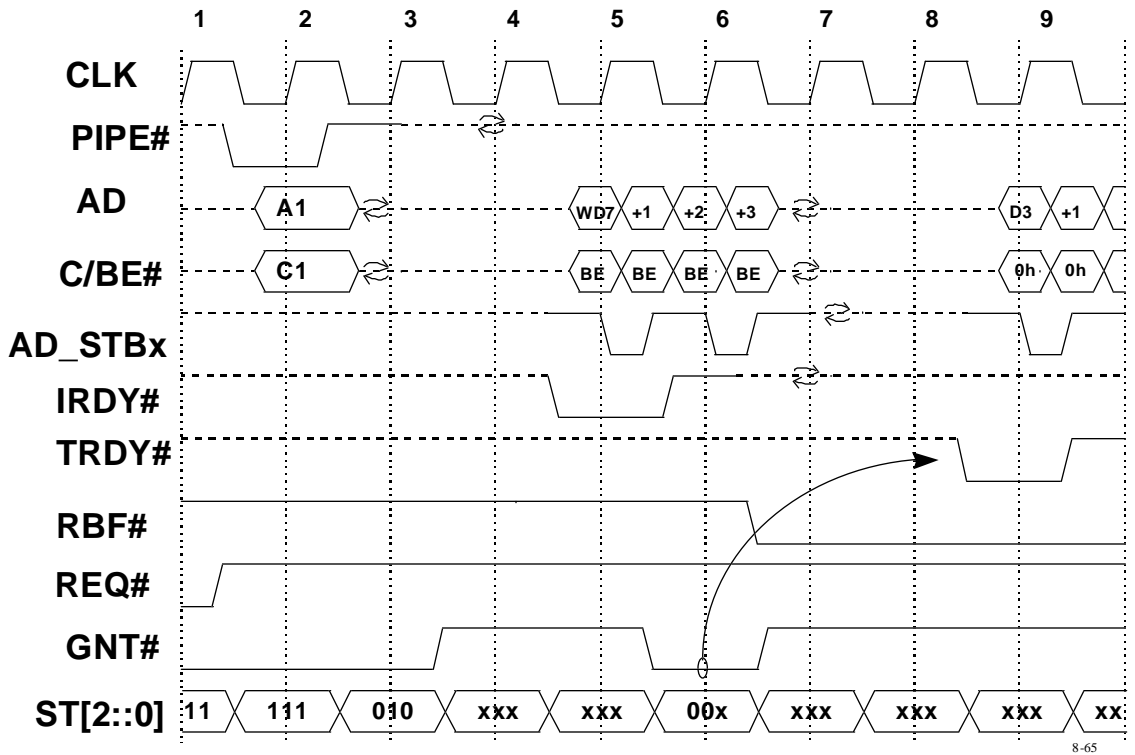 1 2 3 4 5 6 7 8 9
CLK
PIPE#
AD A1 WD7 +1 +2 +3 D3 +1
C/BE# C1 BE BE BE BE 0h 0h
AD_STBx
IRDY#
TRDY#
RBF#
REQ#
GNT#
ST[2::0] 11 111 010 xxx xxx 00x xxx xxx xxx xx
8-65